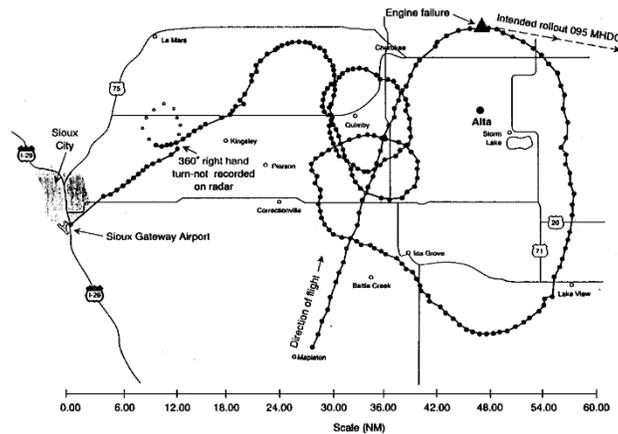 Engine failure
Intended rollout 095 MHDG
Le Mars
Cherokee
75
Sioux
City
I-29
Kingsley
Quimby
Alta
Storm
Lake
360° right hand
turn-not recorded
on radar
Pierson
Correctionville
Sioux Gateway Airport
20
71
Ida Grove
Direction of flight
Battle Creek
Lake View
I-29
Mapleton
0.00 6.00 12.00 18.00 24.00 30.00 36.00 42.00 48.00 54.00 60.00
Scale (NM)